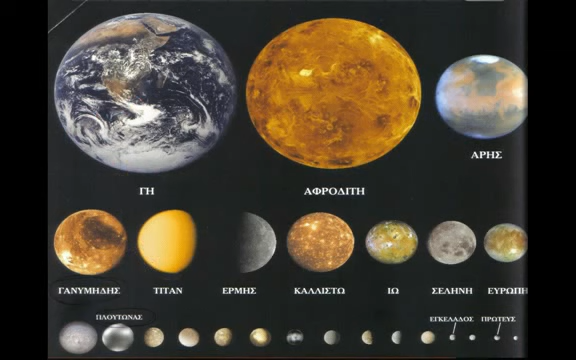 ΓΗ
ΑΦΡΟΔΙΤΗ
ΑΡΗΣ
ΓΑΝΥΜΗΔΗΣ
ΤΙΤΑΝ
ΕΡΜΗΣ
ΚΑΛΛΙΣΤΩ
ΙΩ
ΣΕΛΗΝΗ
ΕΥΡΩΠΗ
ΠΛΟΥΤΩΝΑΣ
ΕΓΚΕΛΑΔΟΣ
ΠΡΩΤΕΥΣ